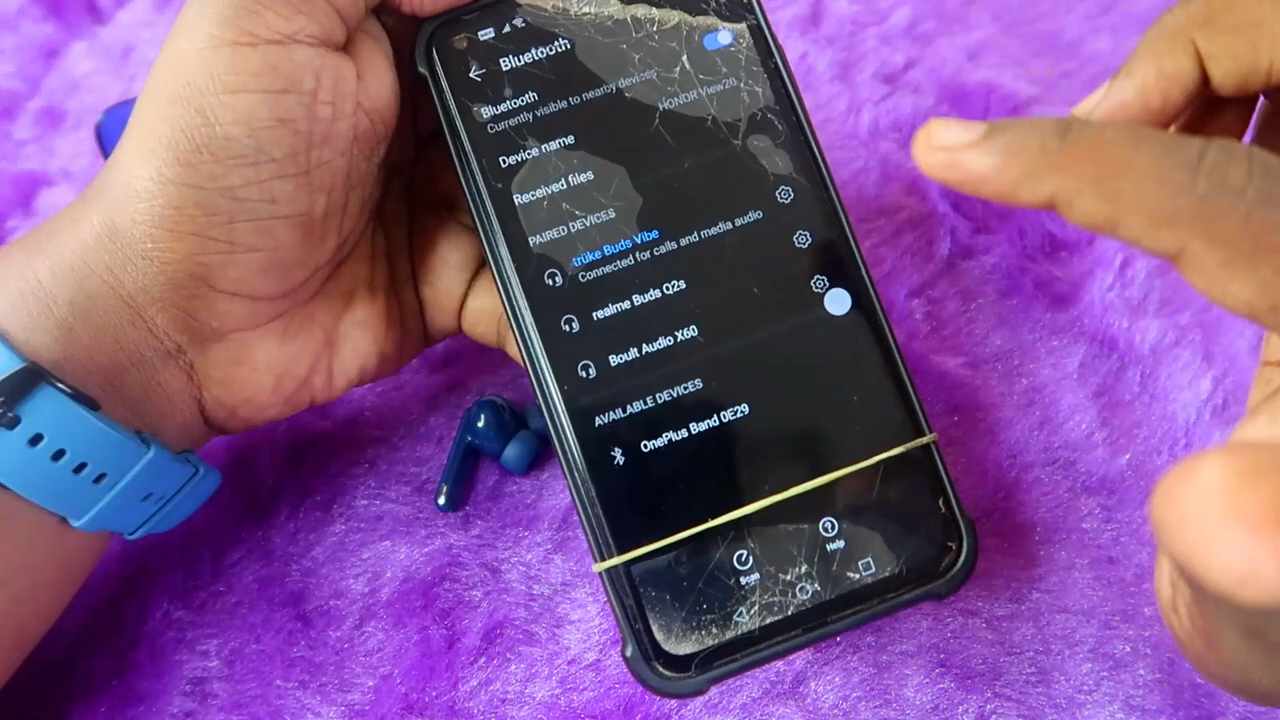 Bluetooth
Bluetooth
Currently visible to nearby devices
Device name
HONOR View20
Received files
PAIRED DEVICES
trüke Buds Vibe
Connected for calls and media audio
realme Buds Q2s
Boult Audio X60
AVAILABLE DEVICES
OnePlus Band 0E29
Scan
Help